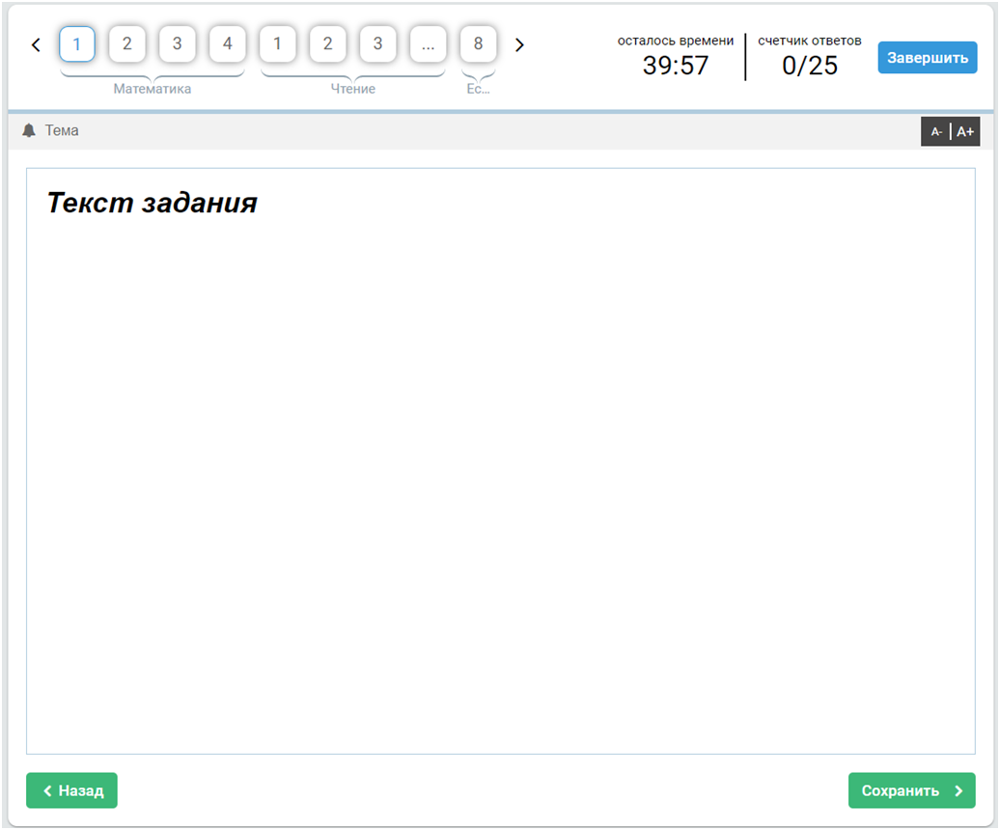 1 2 3 4 1 2 3 ... 8
Математика Чтение Ес...
осталось времени счетчик ответов
39:57 0/25
Завершить
Тема A- A+
Текст задания
Назад Сохранить